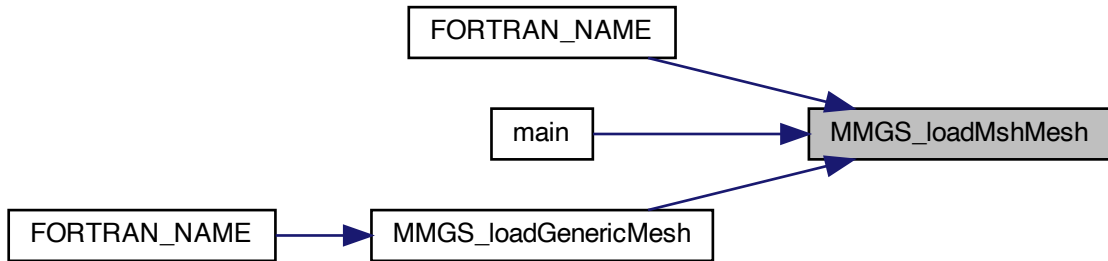 FORTRAN_NAME
main
MMGS_loadMshMesh
FORTRAN_NAME
MMGS_loadGenericMesh